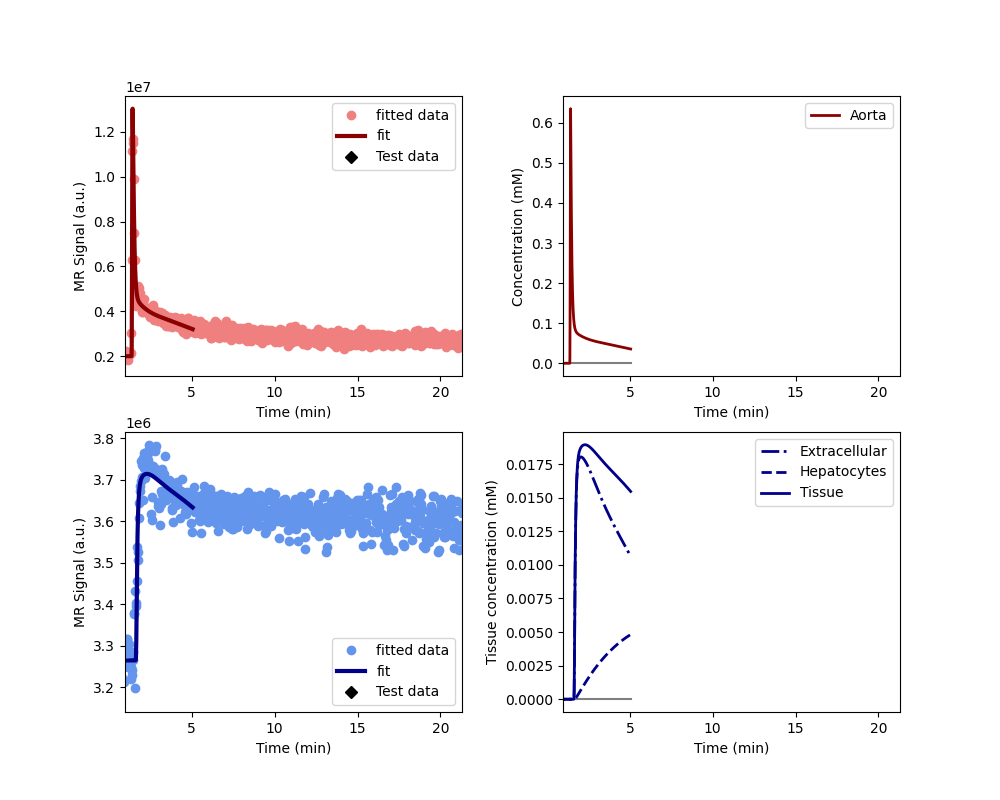 1e7
MR Signal (a.u.)
1.2
1.0
0.8
0.6
0.4
0.2
5
10
15
20
Time (min)
fitted data
fit
Test data
Concentration (mM)
0.6
0.5
0.4
0.3
0.2
0.1
0.0
5
10
15
20
Time (min)
Aorta
1e6
MR Signal (a.u.)
3.8
3.7
3.6
3.5
3.4
3.3
3.2
5
10
15
20
Time (min)
fitted data
fit
Test data
Tissue concentration (mM)
0.0175
0.0150
0.0125
0.0100
0.0075
0.0050
0.0025
0.0000
5
10
15
20
Time (min)
Extracellular
Hepatocytes
Tissue